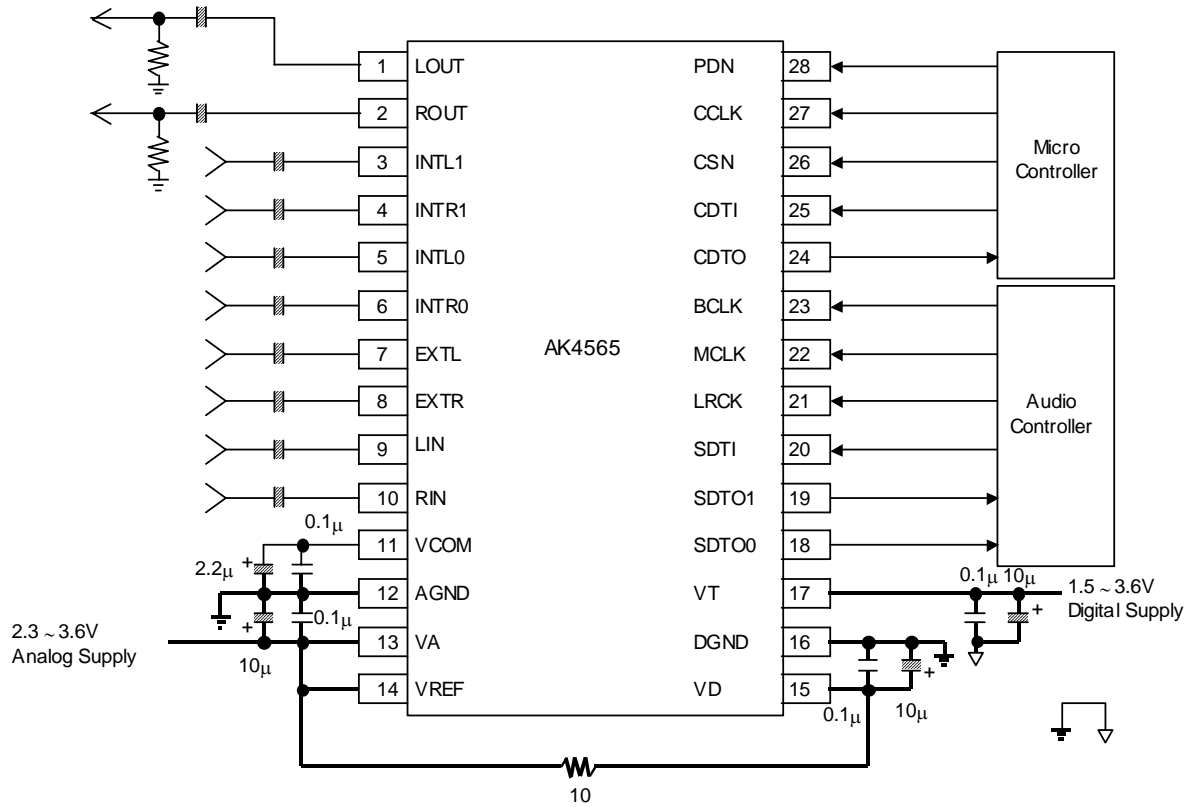 1 LOUT
2 ROUT
3 INTL1
4 INTR1
5 INTL0
6 INTR0
7 EXTL
8 EXTR
9 LIN
10 RIN
11 VCOM
12 AGND
13 VA
14 VREF
AK4565
PDN 28
CCLK 27
CSN 26
CDTI 25
CDTO 24
BCLK 23
MCLK 22
LRCK 21
SDTI 20
SDTO1 19
SDTO0 18
VT 17
DGND 16
VD 15
Micro
Controller
Audio
Controller
0.1μ
2.2μ
+
0.1μ
+
10μ
2.3 ~ 3.6V
Analog Supply
0.1μ 10μ
+
1.5 ~ 3.6V
Digital Supply
+
0.1μ
10μ
10